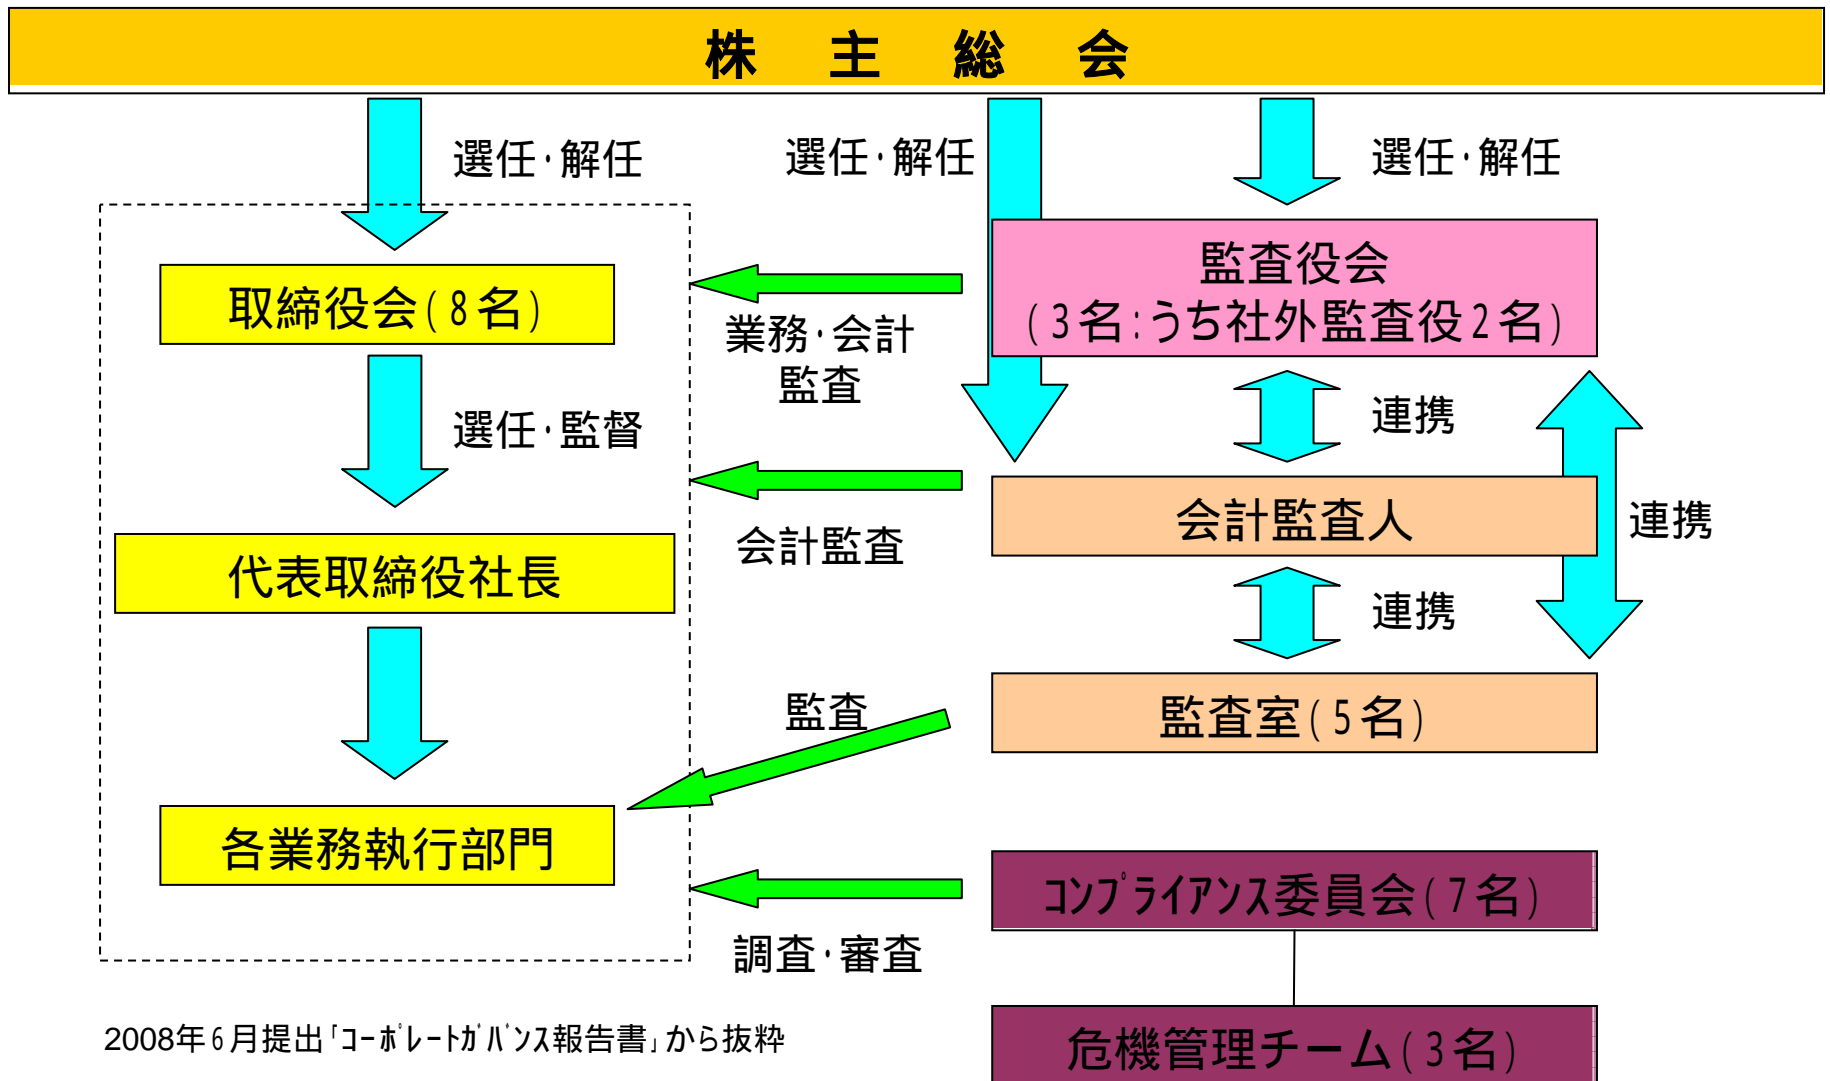 株 主 総 会
選任・解任
選任・解任
選任・解任
取締役会(8名)
監査役会
(3名:うち社外監査役2名)
業務・会計
監査
選任・監督
連携
会計監査
会計監査人
連携
代表取締役社長
連携
監査
監査室(5名)
各業務執行部門
コンプライアンス委員会(7名)
調査・審査
2008年6月提出「コーポレートガバンス報告書」から抜粋
危機管理チーム(3名)